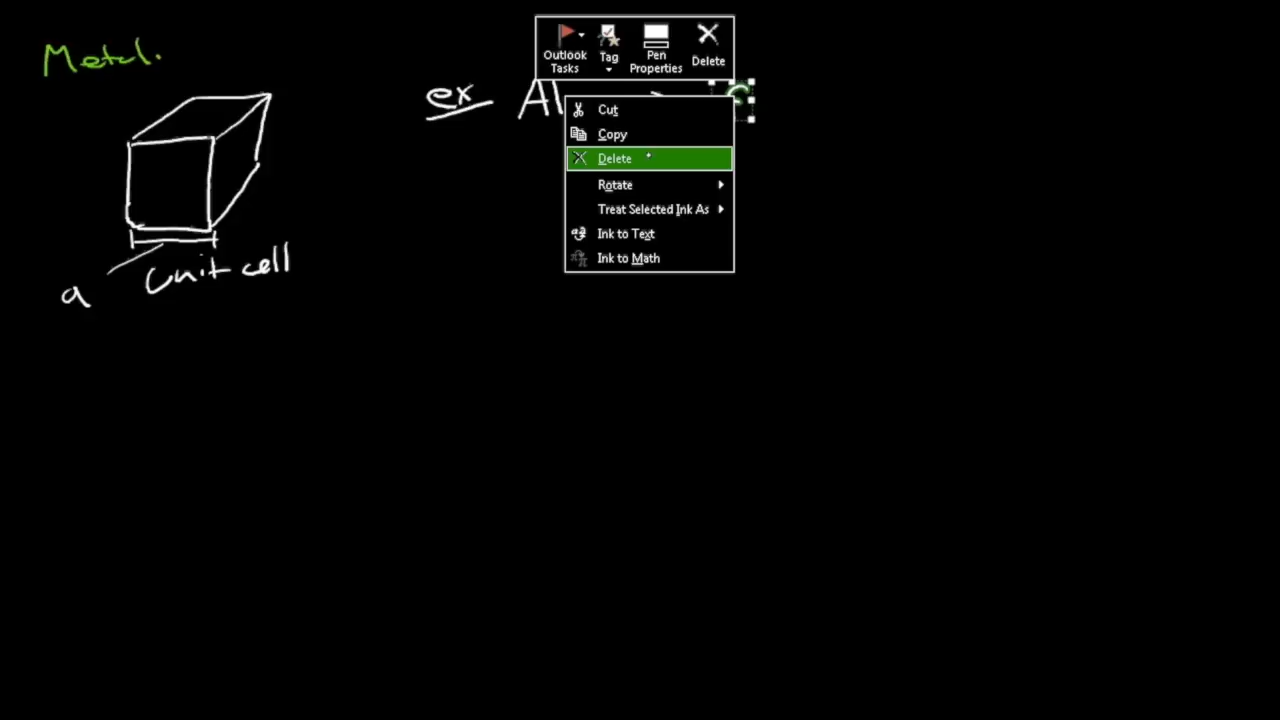 Metal.
Outlook Tasks
Tag
Pen Properties
Delete
ex Al
Cut
Copy
Delete
Rotate
Treat Selected Ink As
Ink to Text
Ink to Math
a
Unit cell